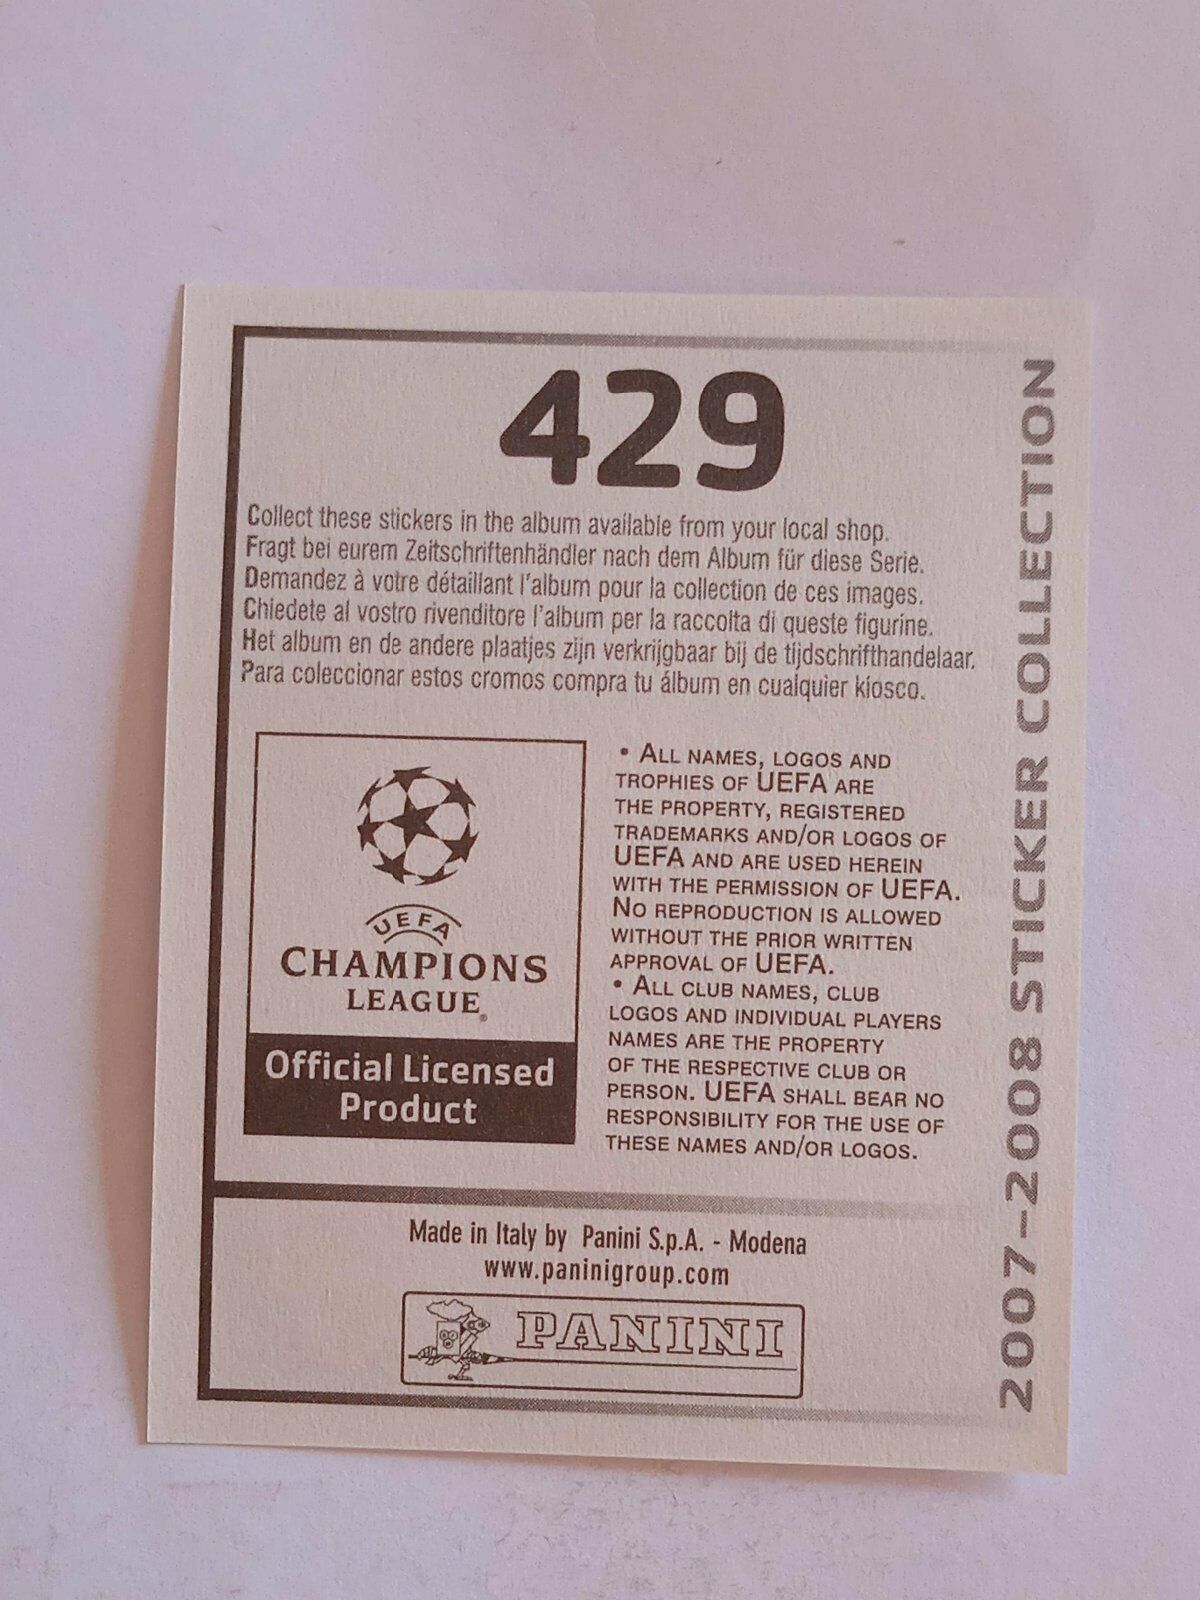 429
Collect these stickers in the album available from your local shop.
Fragt bei eurem Zeitschriftenhändler nach dem Album für diese Serie.
Demandez à votre détaillant l'album pour la collection de ces images.
Chiedete al vostro rivenditore l'album per la raccolta di queste figurine.
Het album en de andere plaatjes zijn verkrijgbaar bij de tijdschrifthandelaar.
Para coleccionar estos cromos compra tu álbum en cualquier kiosco.
UEFA
CHAMPIONS
LEAGUE®
Official Licensed
Product
• ALL NAMES, LOGOS AND
TROPHIES OF UEFA ARE
THE PROPERTY, REGISTERED
TRADEMARKS AND/OR LOGOS OF
UEFA AND ARE USED HEREIN
WITH THE PERMISSION OF UEFA.
NO REPRODUCTION IS ALLOWED
WITHOUT THE PRIOR WRITTEN
APPROVAL OF UEFA.
• ALL CLUB NAMES, CLUB
LOGOS AND INDIVIDUAL PLAYERS
NAMES ARE THE PROPERTY
OF THE RESPECTIVE CLUB OR
PERSON. UEFA SHALL BEAR NO
RESPONSIBILITY FOR THE USE OF
THESE NAMES AND/OR LOGOS.
Made in Italy by Panini S.p.A. - Modena
www.paninigroup.com
PANINI
2007-2008 STICKER COLLECTION